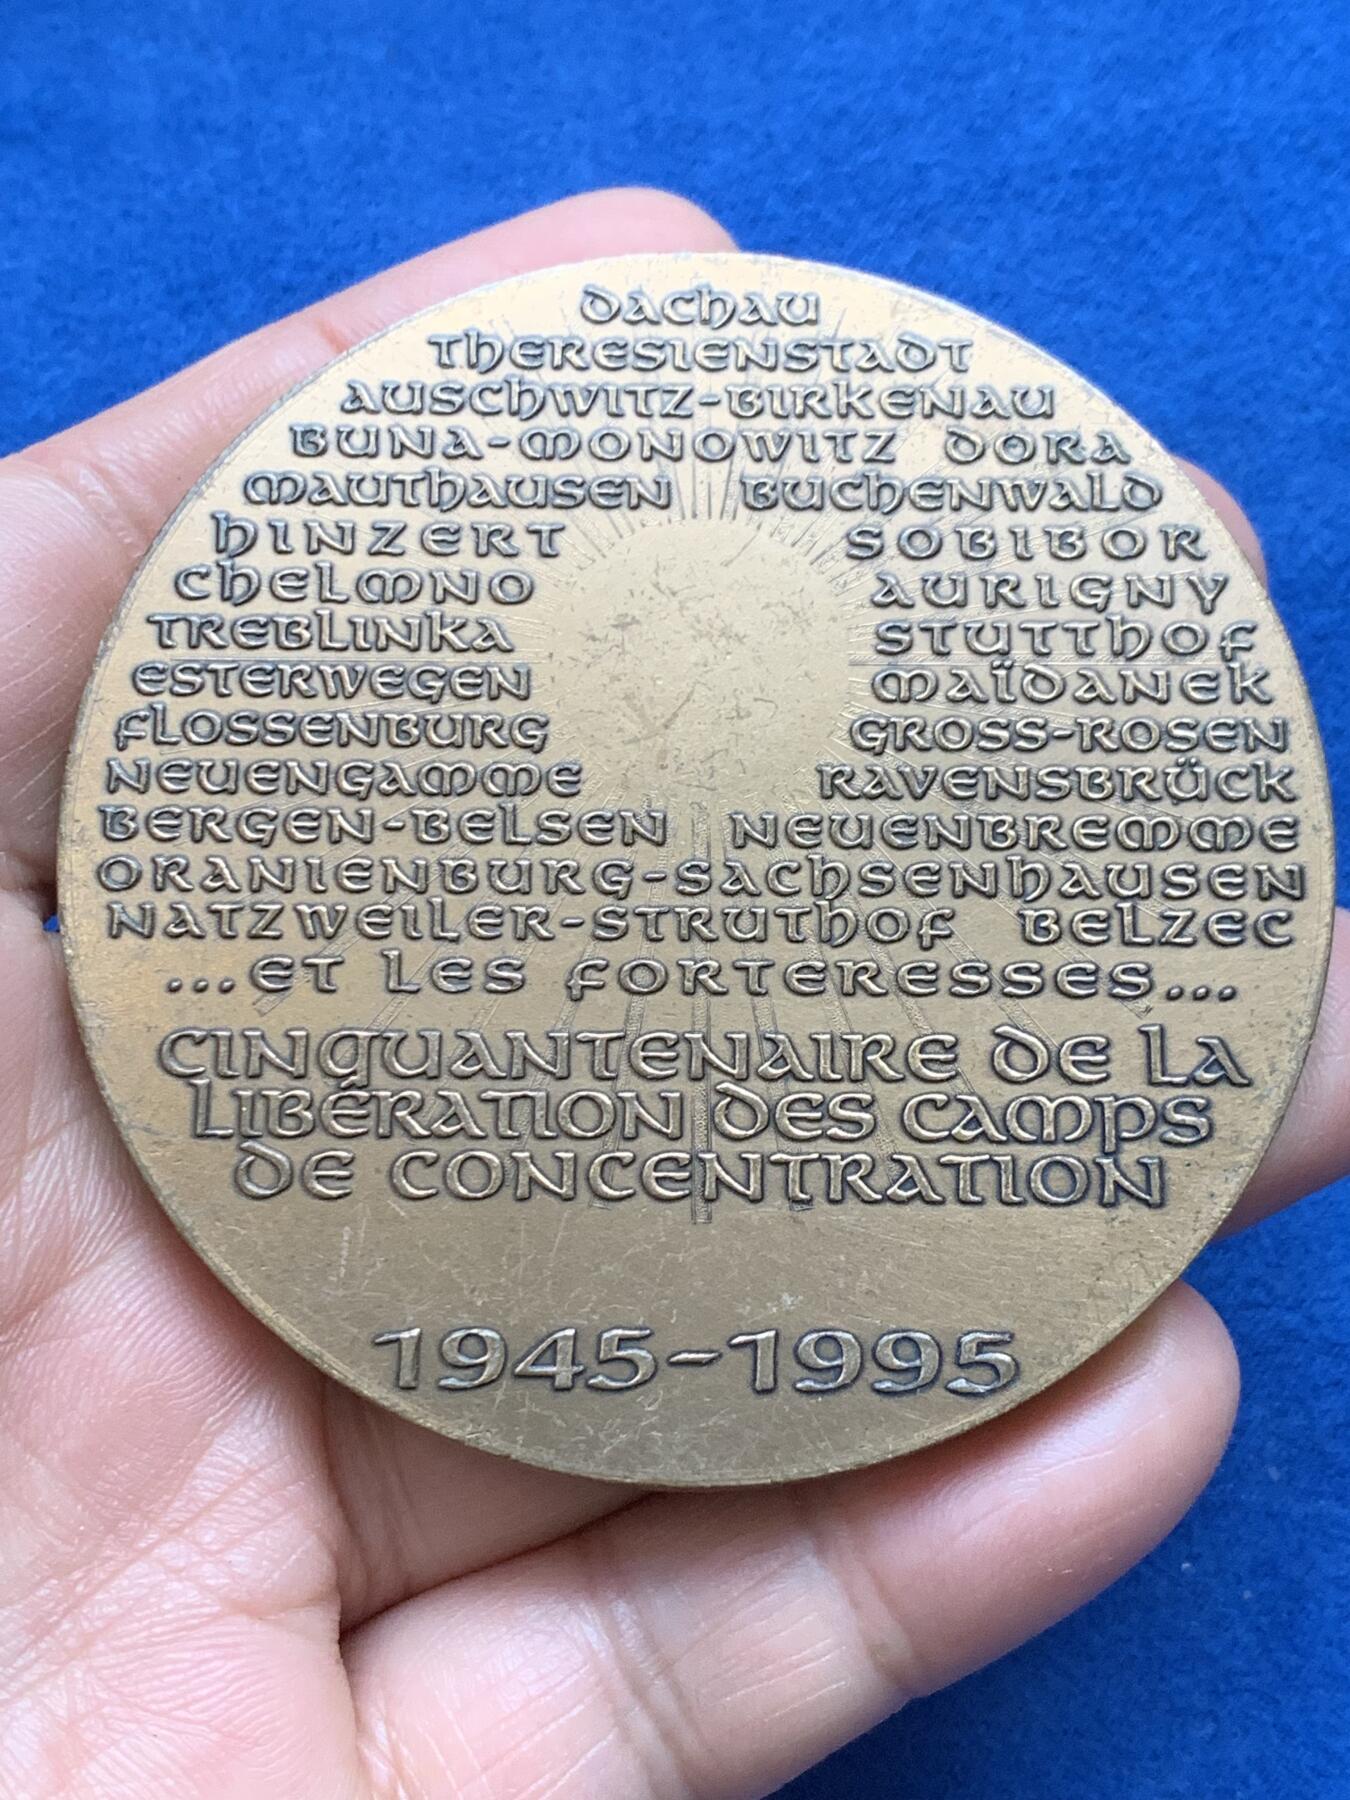 DACHAU
THERESIENSTADT
AUSCHWITZ-BIRKENAU
BUNA-MONOWITZ DORA
MAUTHAUSEN BUCHENWALD
HINZERT SOBIBOR
CHELMNO AURIGNY
TREBLINKA STUTTHOF
ESTERWEGEN MAÏDANEK
FLOSSENBURG GROSS-ROSEN
NEUENGAMME RAVENSBRÜCK
BERGEN-BELSEN NEUENBREMME
ORANIENBURG-SACHSENHAUSEN
NATZWEILER-STRUTHOF BELZEC
...ET LES FORTERESSES...
CINQUANTENAIRE DE LA
LIBÉRATION DES CAMPS
DE CONCENTRATION
1945-1995